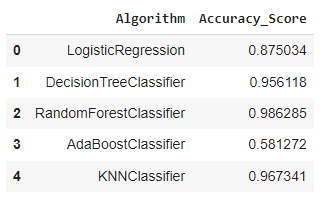 Algorithm Accuracy_Score
0 LogisticRegression 0.875034
1 DecisionTreeClassifier 0.956118
2 RandomForestClassifier 0.986285
3 AdaBoostClassifier 0.581272
4 KNNClassifier 0.967341